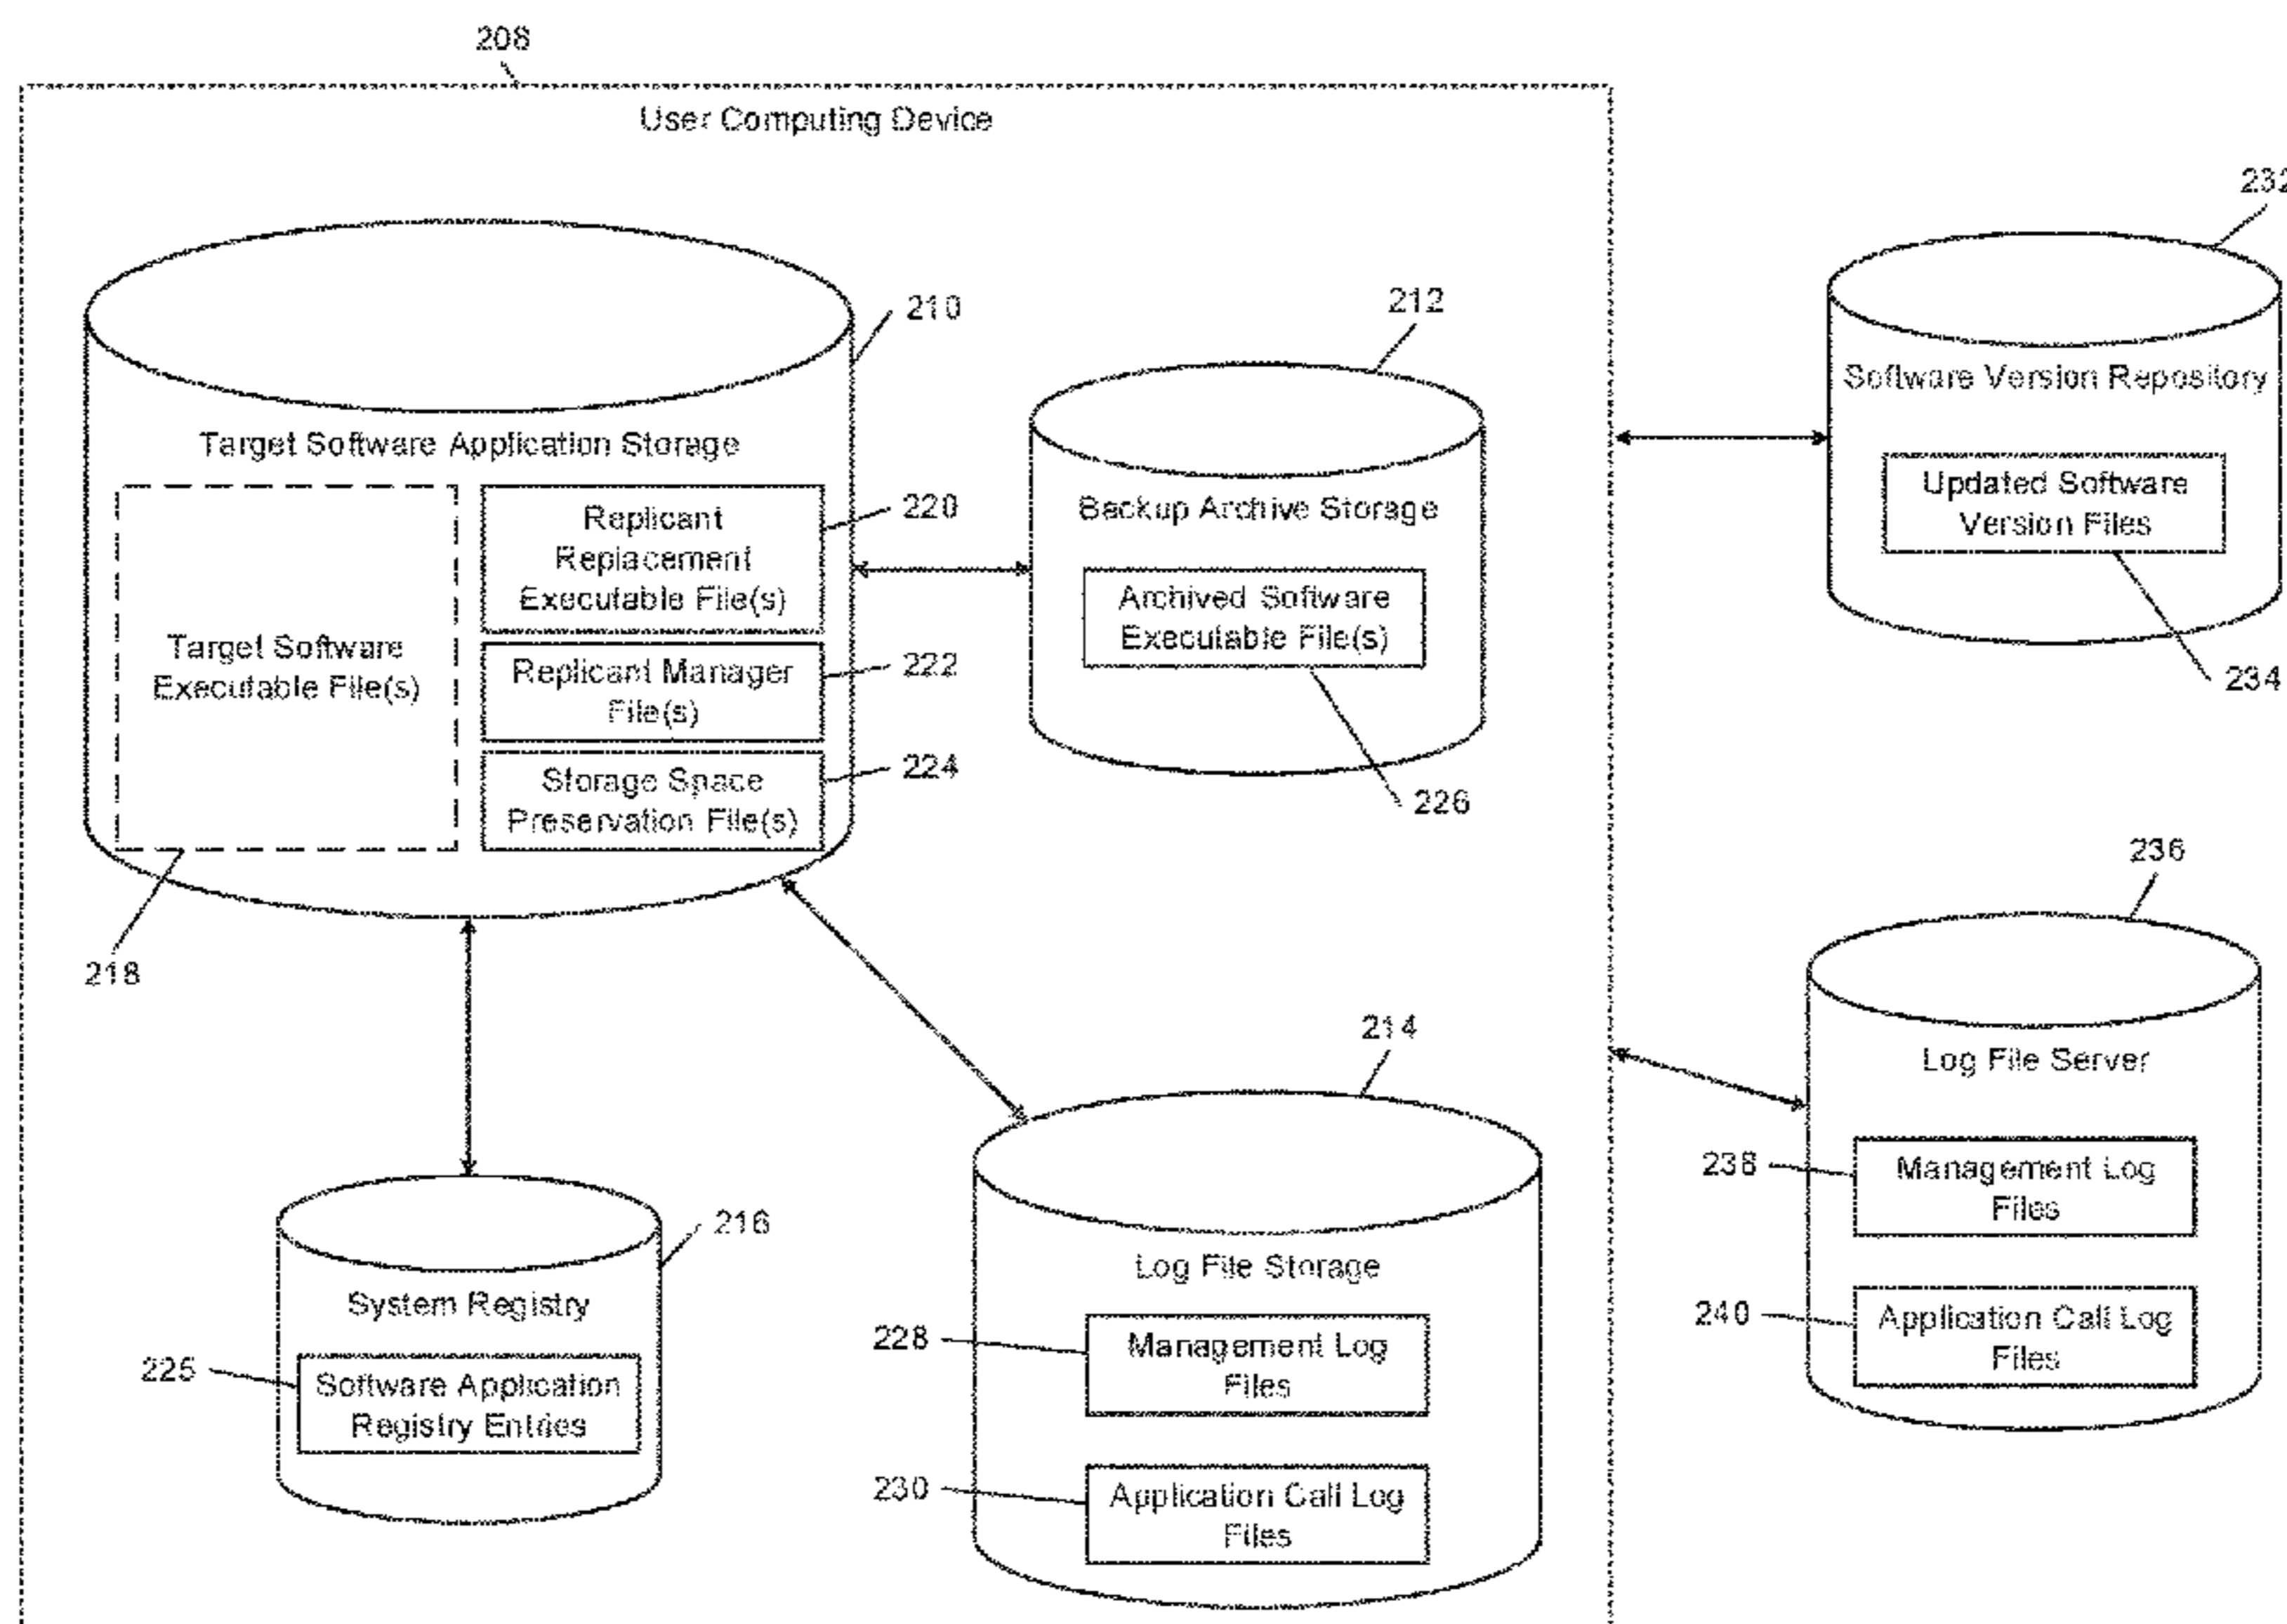 208
User Computing Device
232
210
212
Software Version Repository
Target Software Application Storage
Updated Software
Version Files
234
Replicant
Replacement
Executable File(s)
220
Backup Archive Storage
Archived Software
Executable File(s)
226
Target Software
Executable File(s)
Replicant Manager
File(s)
222
Storage Space
Preservation File(s)
224
218
236
Log File Server
214
238
Management Log
Files
216
Log File Storage
System Registry
240
Application Call Log
Files
228
Management Log
Files
225
Software Application
Registry Entries
230
Application Call Log
Files